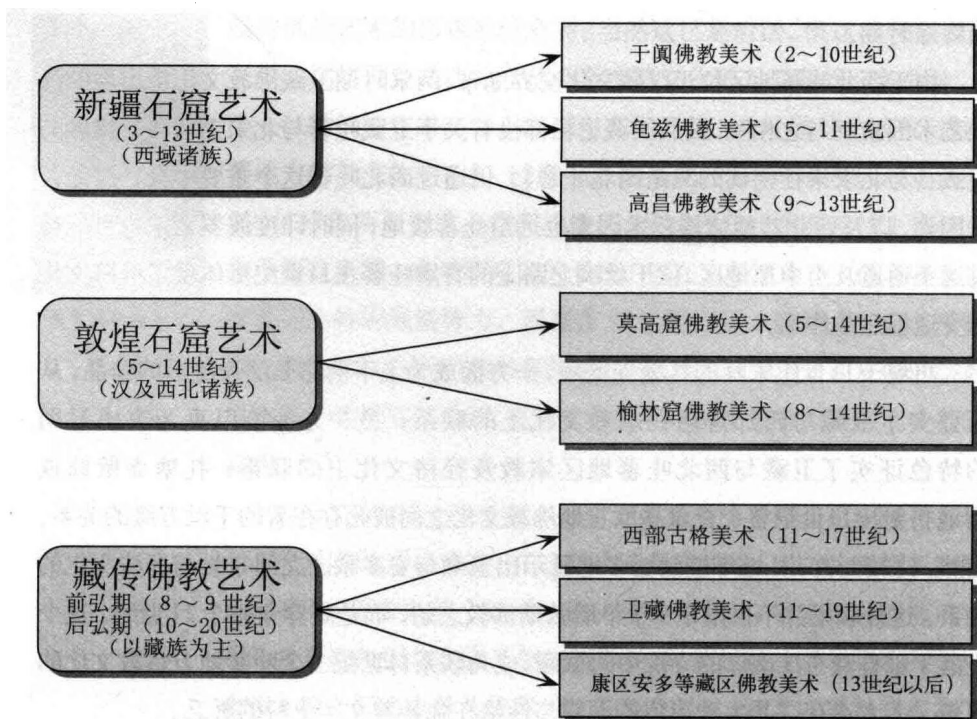 新疆石窟艺术
（3～13世纪）
（西域诸族）
于阗佛教美术（2～10世纪）
龟兹佛教美术（5～11世纪）
高昌佛教美术（9～13世纪）
敦煌石窟艺术
（5～14世纪）
（汉及西北诸族）
莫高窟佛教美术（5～14世纪）
榆林窟佛教美术（8～14世纪）
藏传佛教艺术
前弘期（8～9世纪）
后弘期（10～20世纪）
（以藏族为主）
西部古格美术（11～17世纪）
卫藏佛教美术（11～19世纪）
康区安多等藏区佛教美术（13世纪以后）